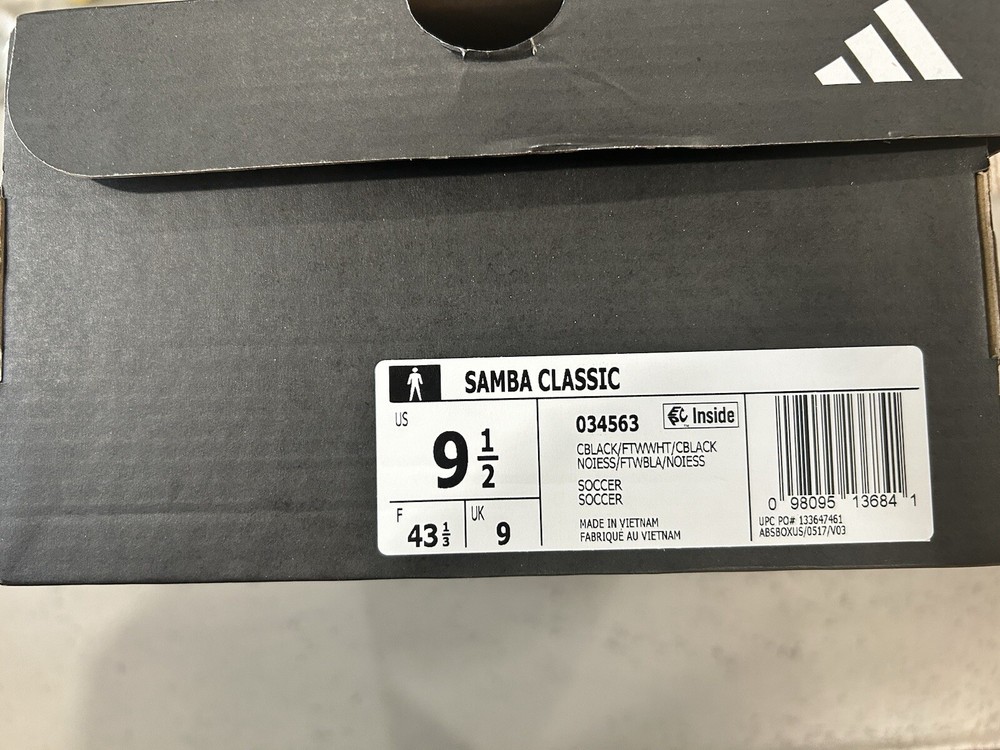 SAMBA CLASSIC
US
9 1/2
F
43 1/3
UK
9
034563
Inside
CBLACK/FTWWHT/CBLACK
NOIESS/FTWBLA/NOIESS
SOCCER
SOCCER
MADE IN VIETNAM
FABRIQUE AU VIETNAM
0 98095 13684 1
UPC PO# 133647461
ABSBOXUS/0517/V03